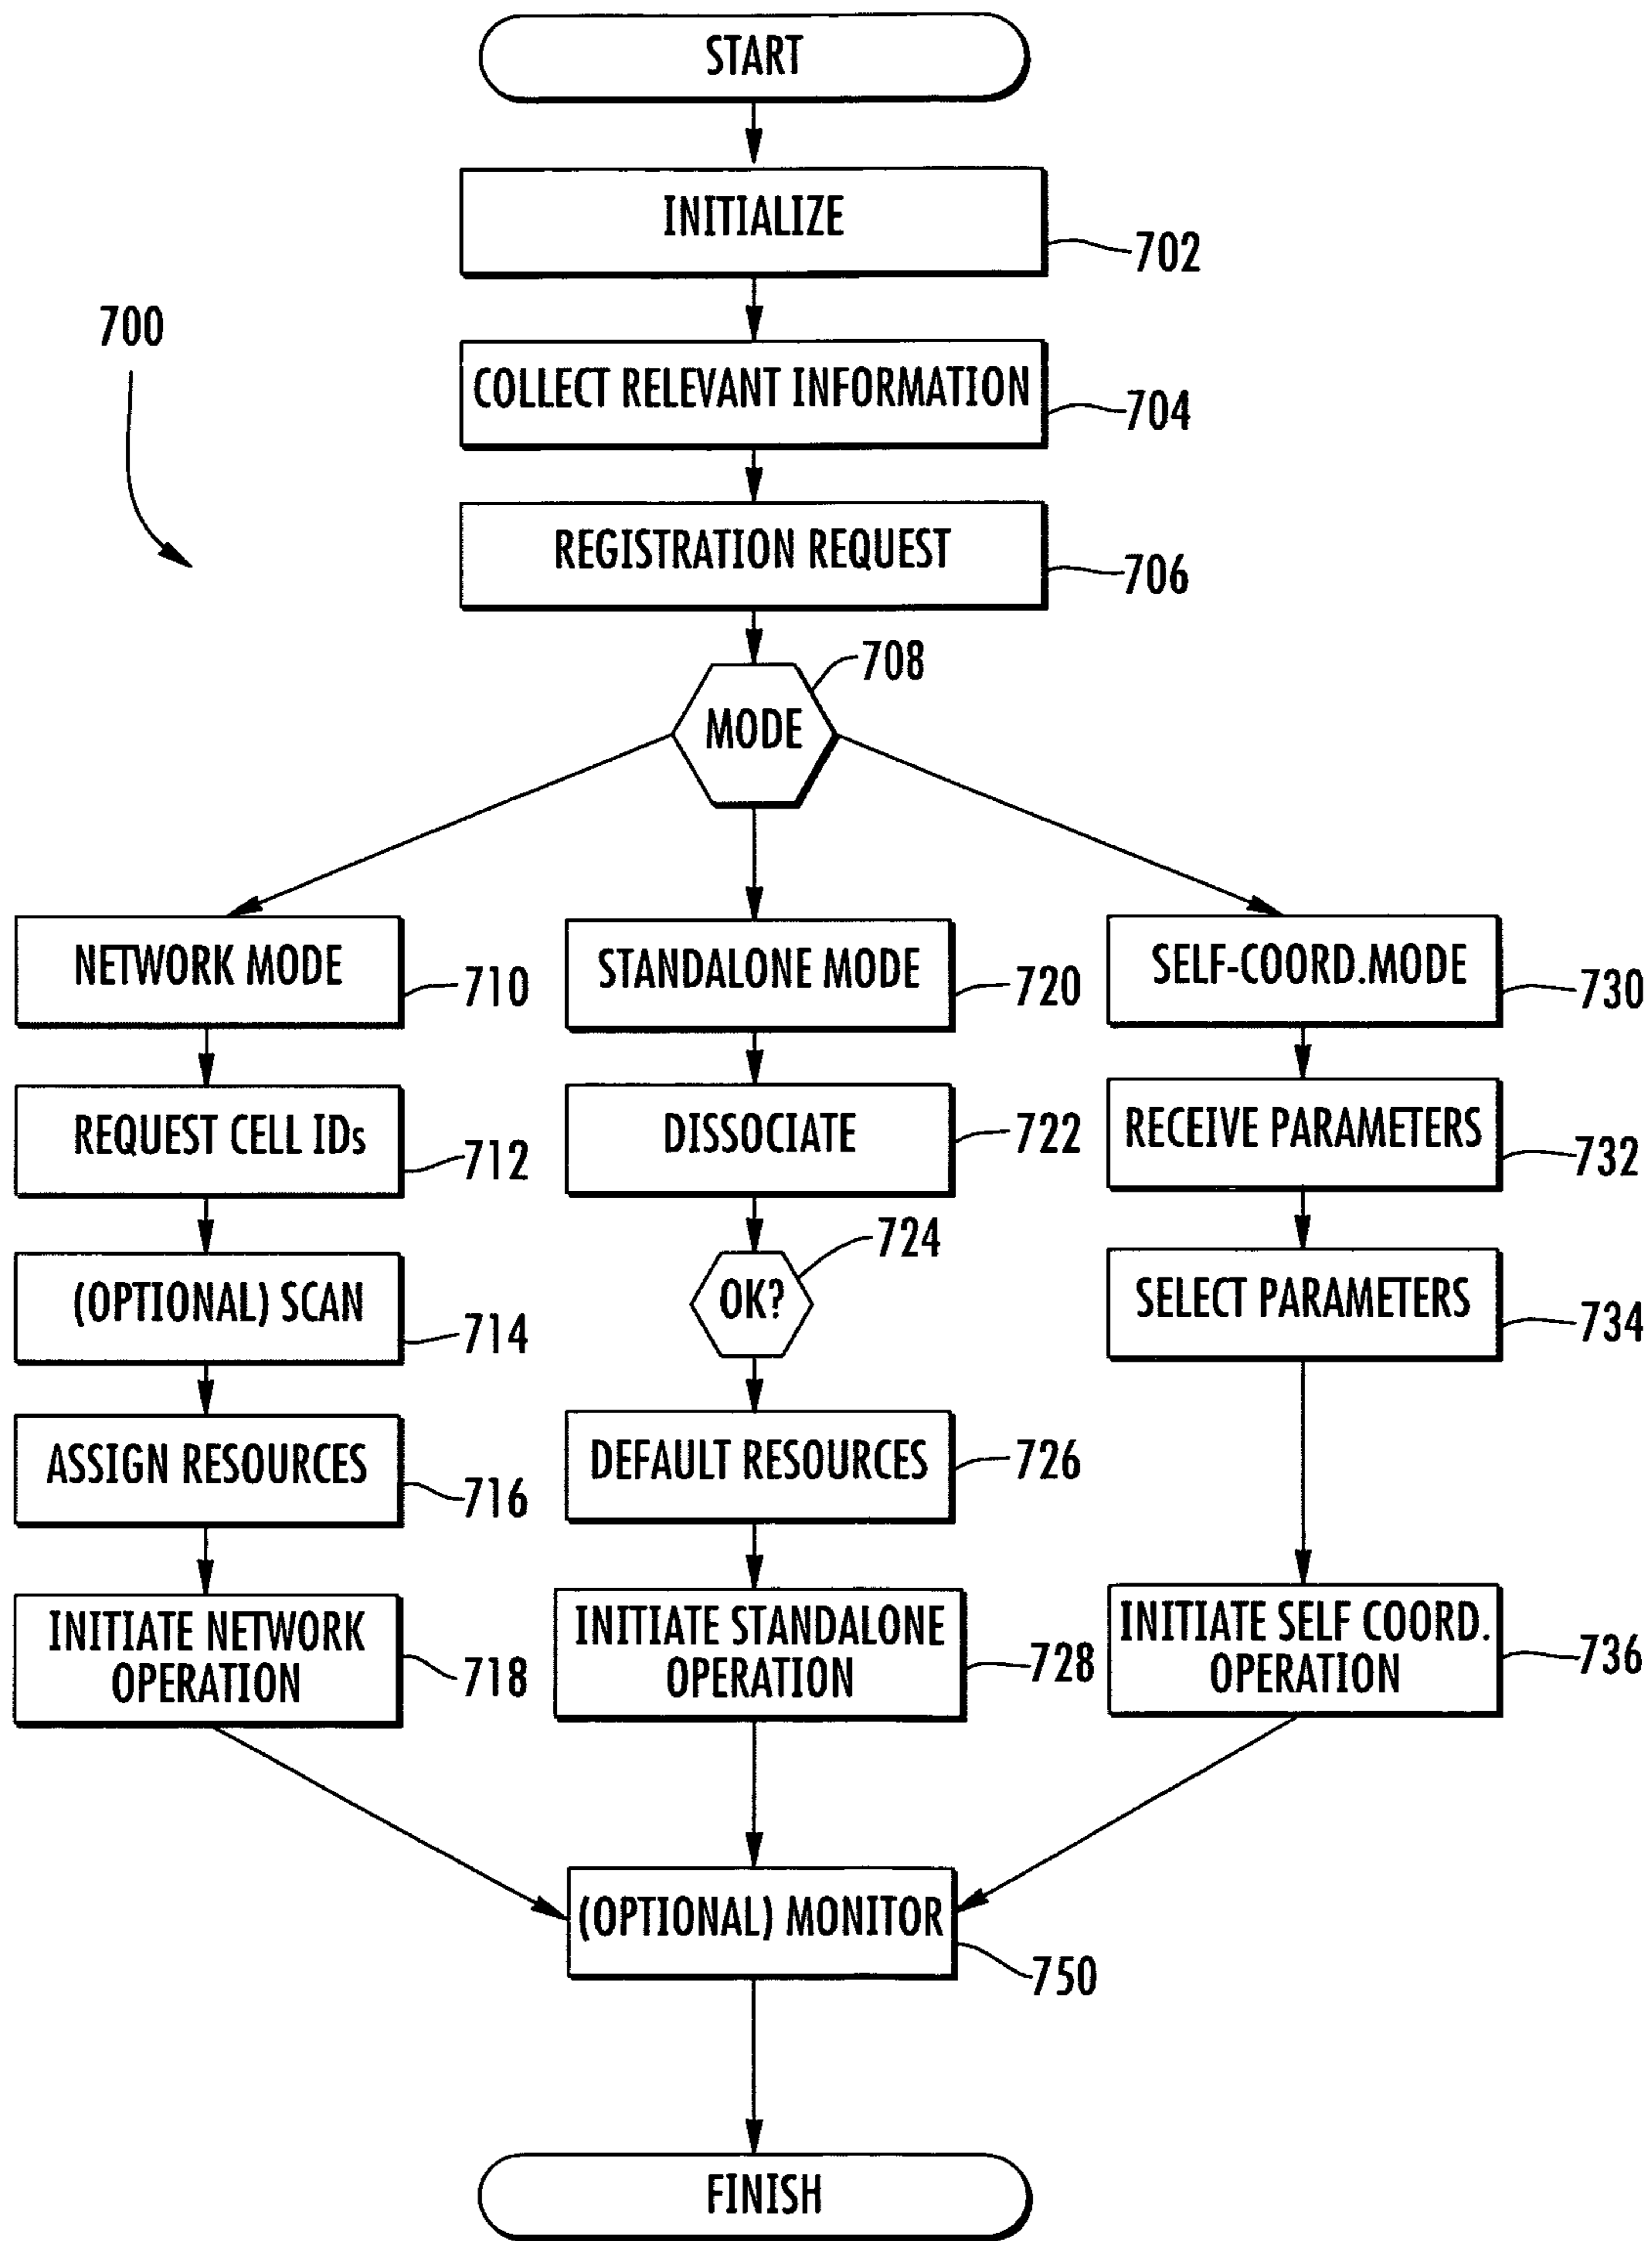 START
INITIALIZE
702
700
COLLECT RELEVANT INFORMATION
704
REGISTRATION REQUEST
706
708
MODE
NETWORK MODE
710
STANDALONE MODE
720
SELF-COORD.MODE
730
REQUEST CELL IDs
712
DISSOCIATE
722
RECEIVE PARAMETERS
732
(OPTIONAL) SCAN
714
724
OK?
SELECT PARAMETERS
734
ASSIGN RESOURCES
716
DEFAULT RESOURCES
726
INITIATE NETWORK
OPERATION
718
INITIATE STANDALONE
OPERATION
728
INITIATE SELF COORD.
OPERATION
736
(OPTIONAL) MONITOR
750
FINISH